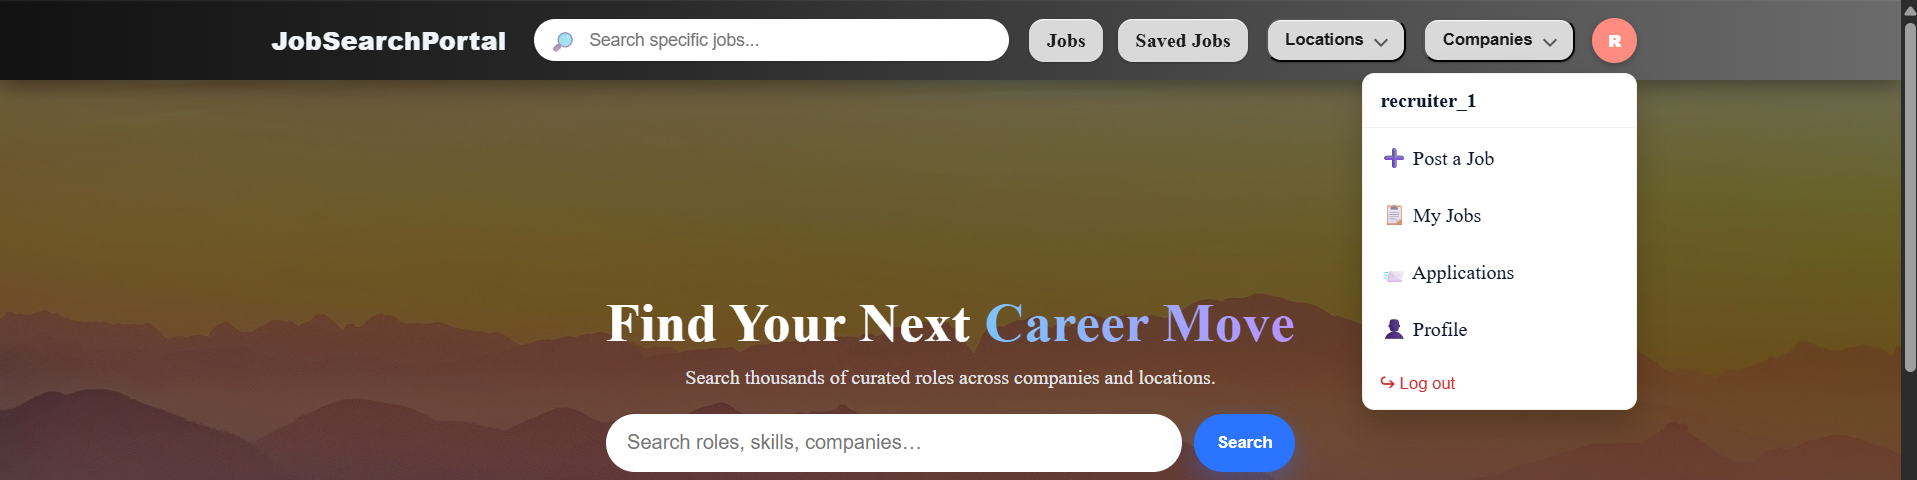 JobSearchPortal
Search specific jobs...
Jobs
Saved Jobs
Locations
Companies
R
recruiter_1
Post a Job
My Jobs
Applications
Profile
Log out
Find Your Next Career Move
Search thousands of curated roles across companies and locations.
Search roles, skills, companies…
Search